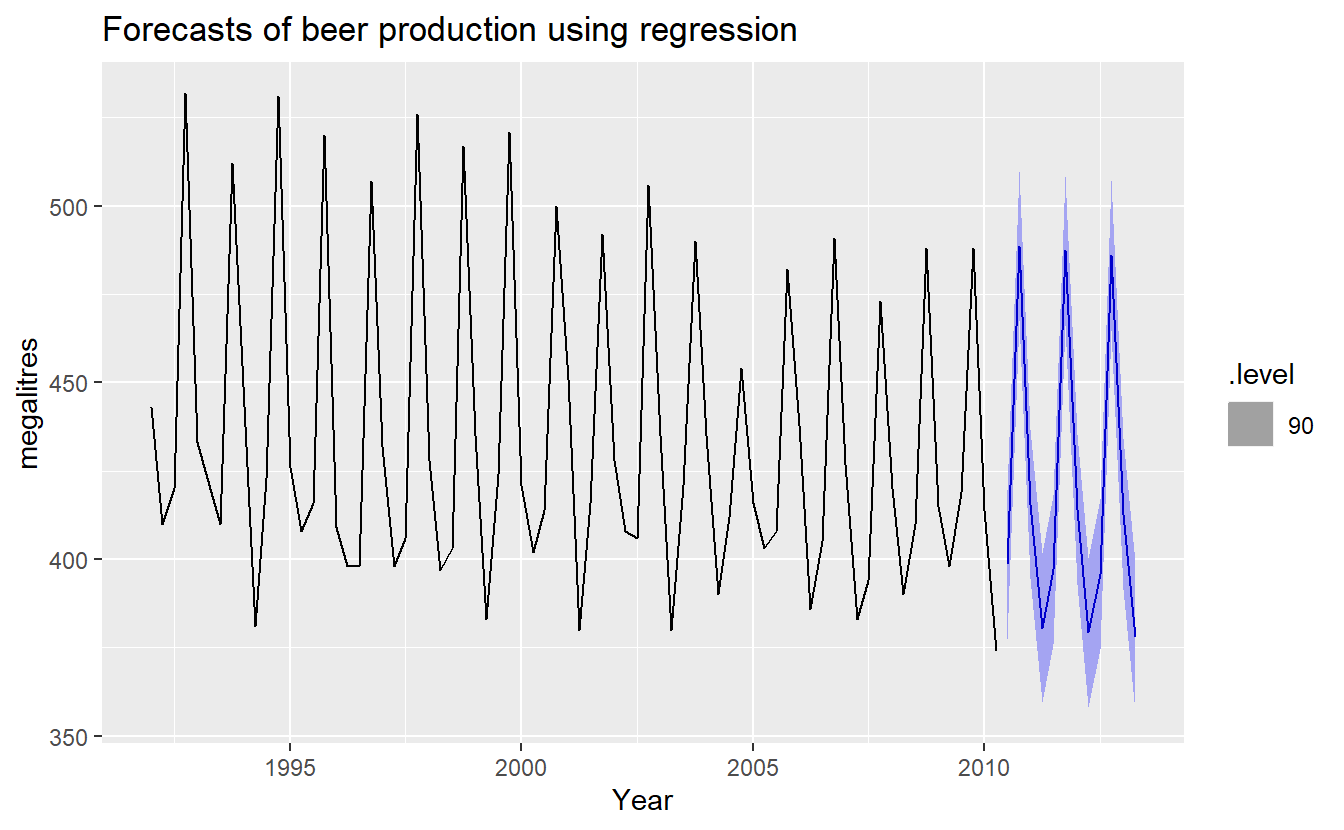 Forecasts of beer production using regression
megalitres
500
450
400
350
1995
2000
2005
2010
Year
.level
90